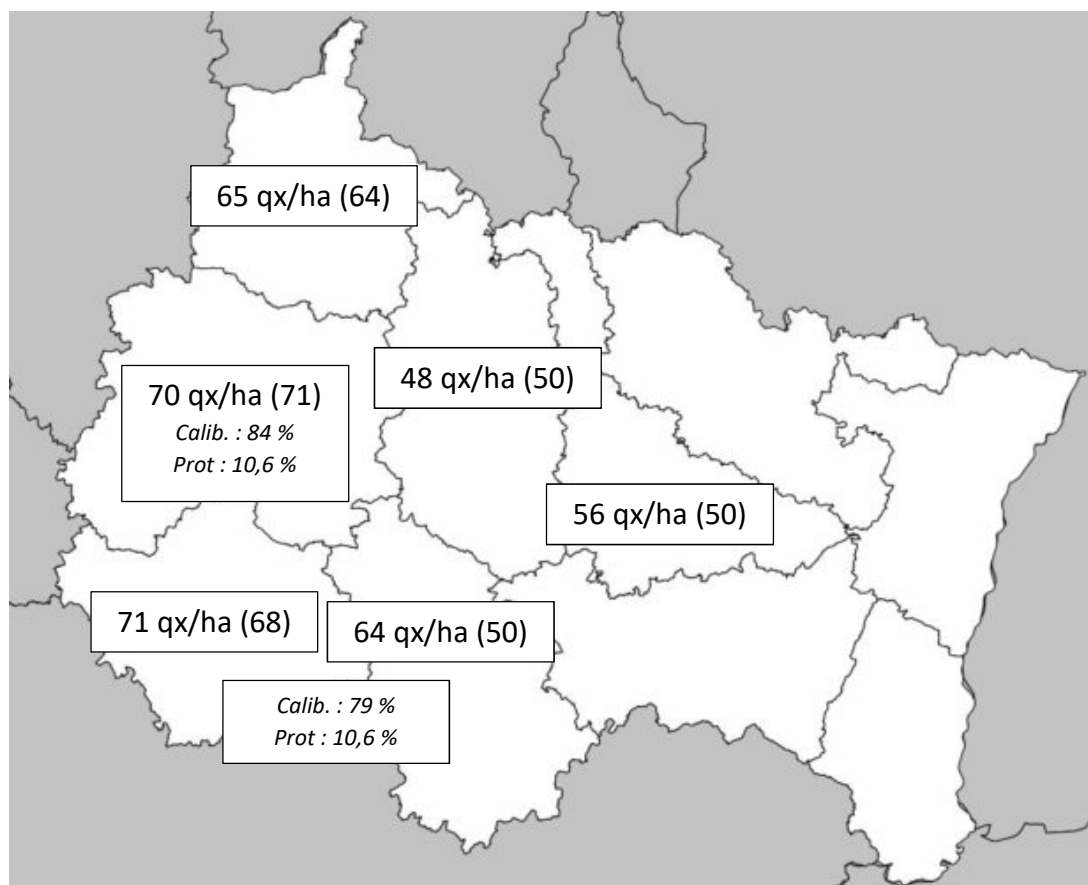 65 qx/ha (64)
48 qx/ha (50)
70 qx/ha (71)
Calib. : 84 %
Prot : 10,6 %
56 qx/ha (50)
71 qx/ha (68)
64 qx/ha (50)
Calib. : 79 %
Prot : 10,6 %